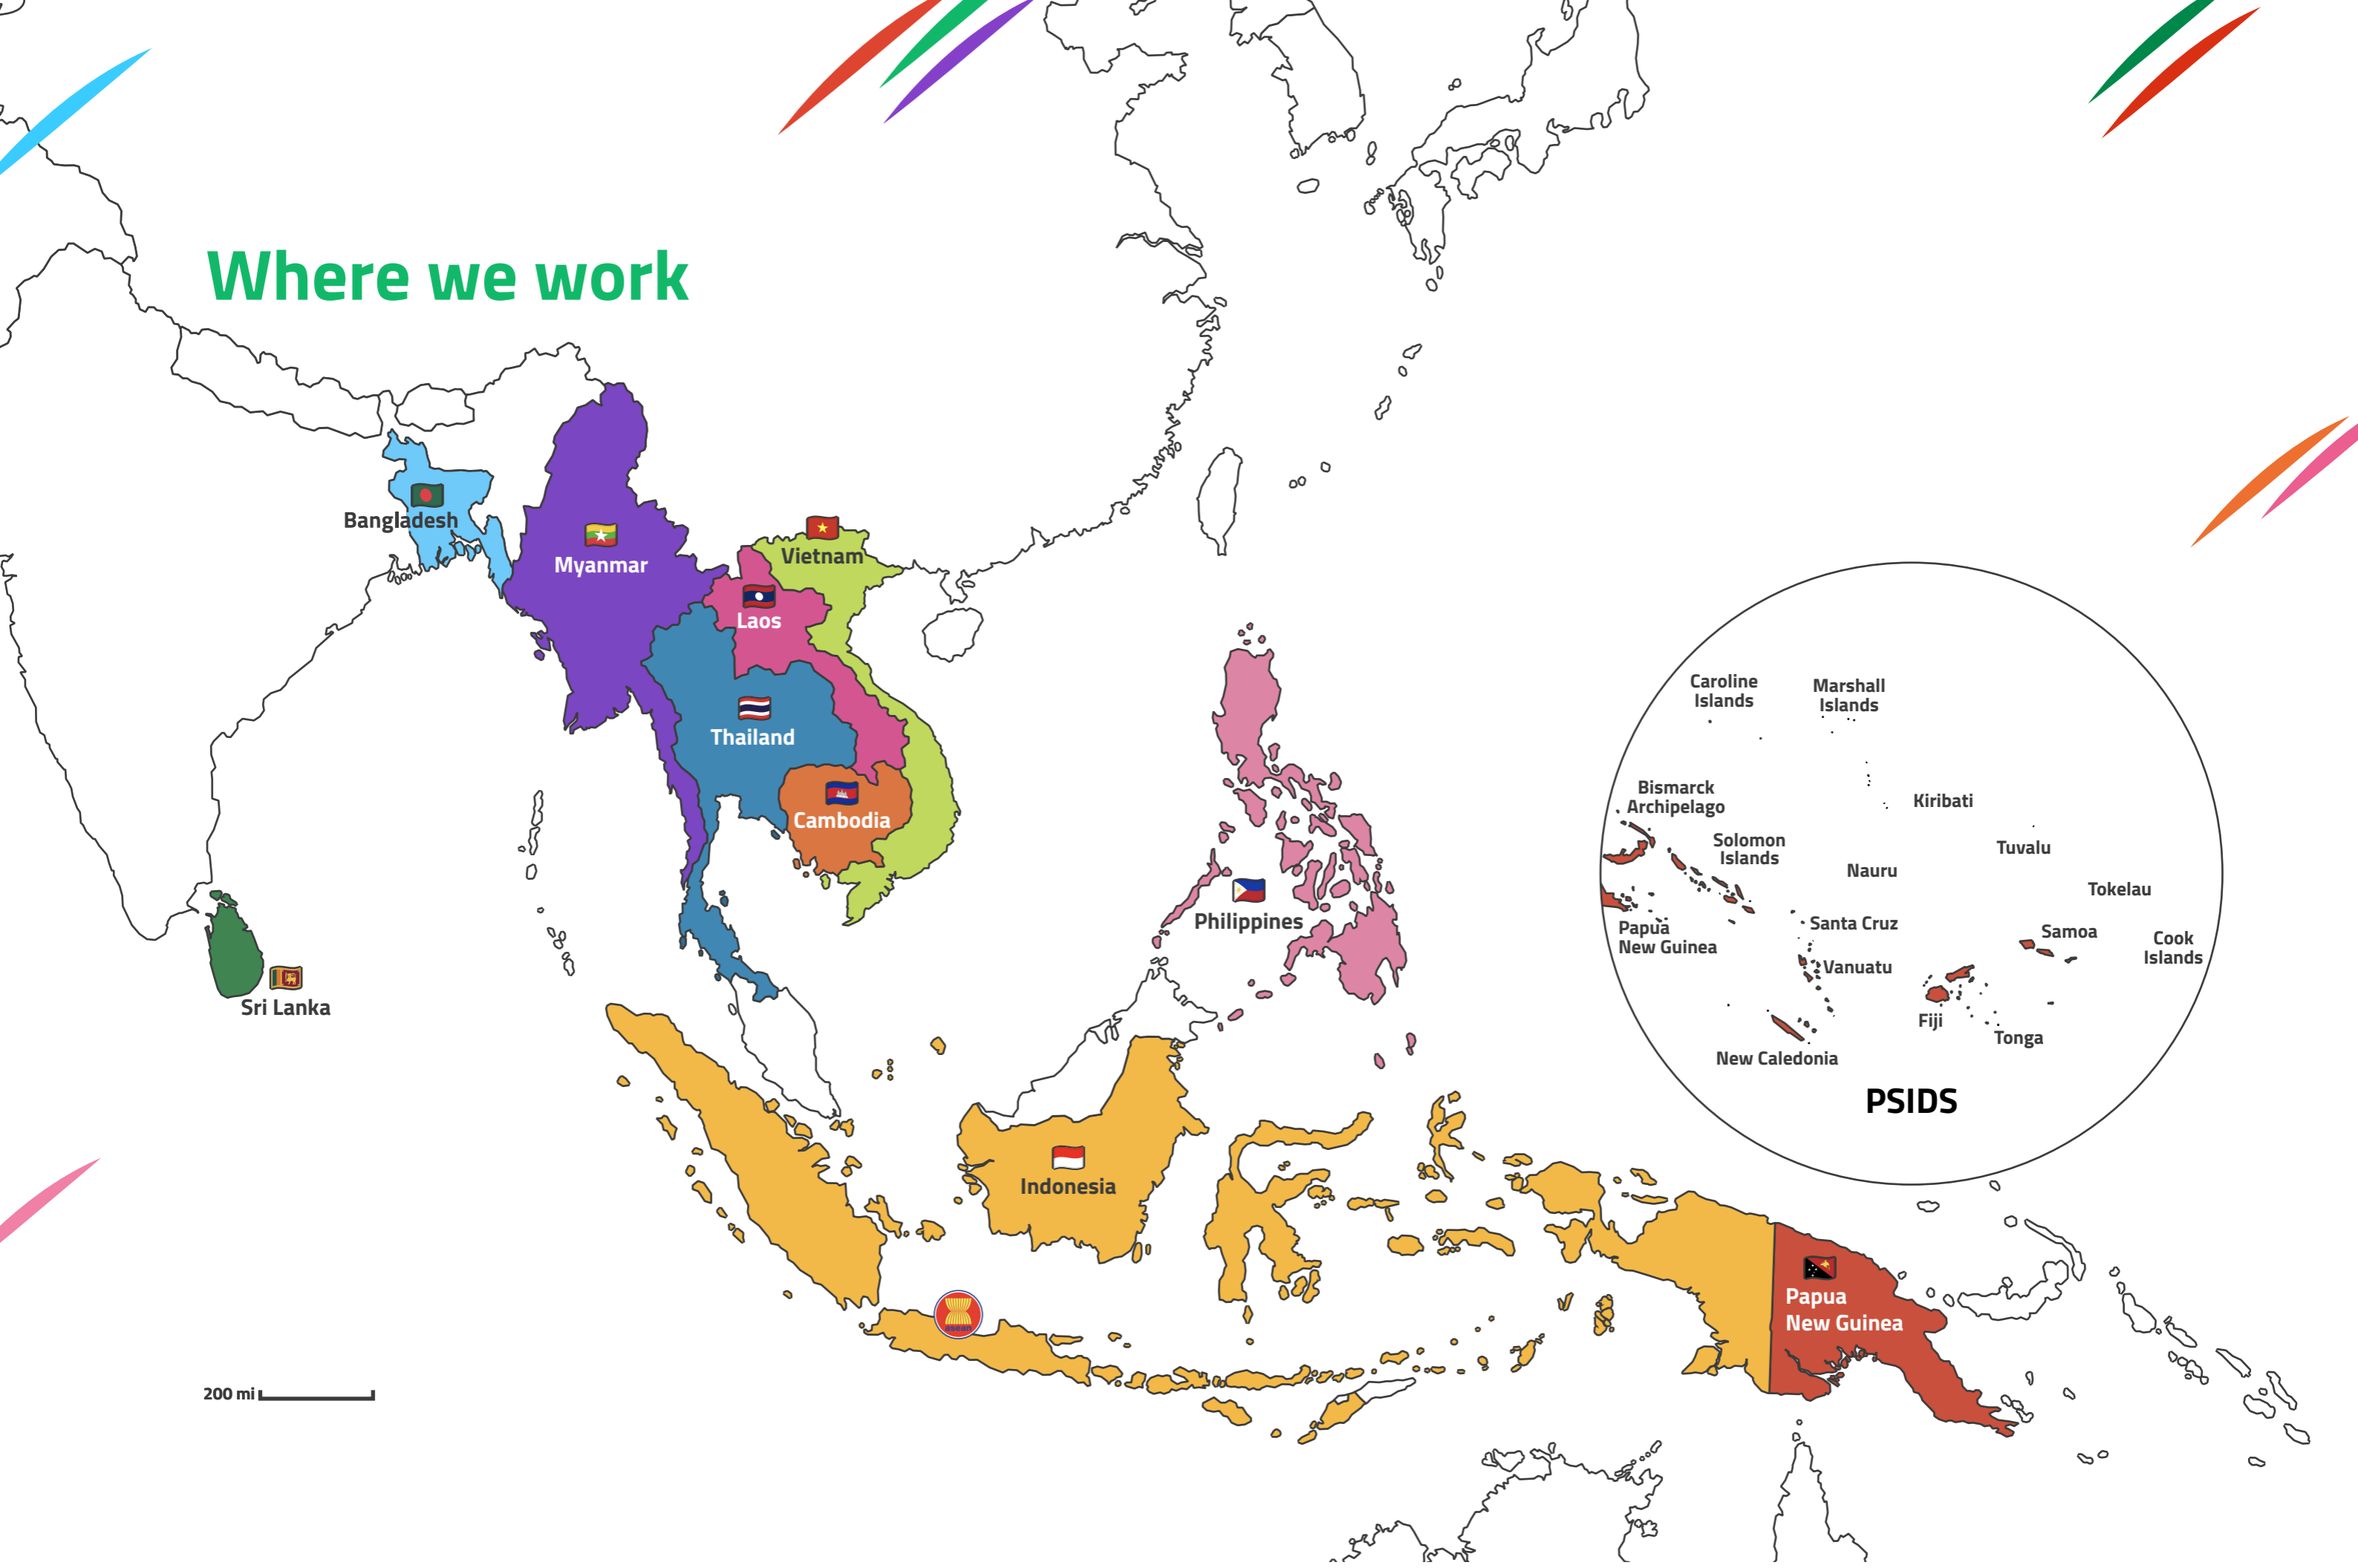 Where we work
Bangladesh
Myanmar
Vietnam
Laos
Thailand
Cambodia
Philippines
Sri Lanka
Indonesia
asean
Papua
New Guinea
200 mi
Caroline
Islands
Marshall
Islands
Bismarck
Archipelago
Kiribati
Solomon
Islands
Tuvalu
Nauru
Tokelau
Papua
New Guinea
Santa Cruz
Samoa
Cook
Islands
Vanuatu
Fiji
Tonga
New Caledonia
PSIDS